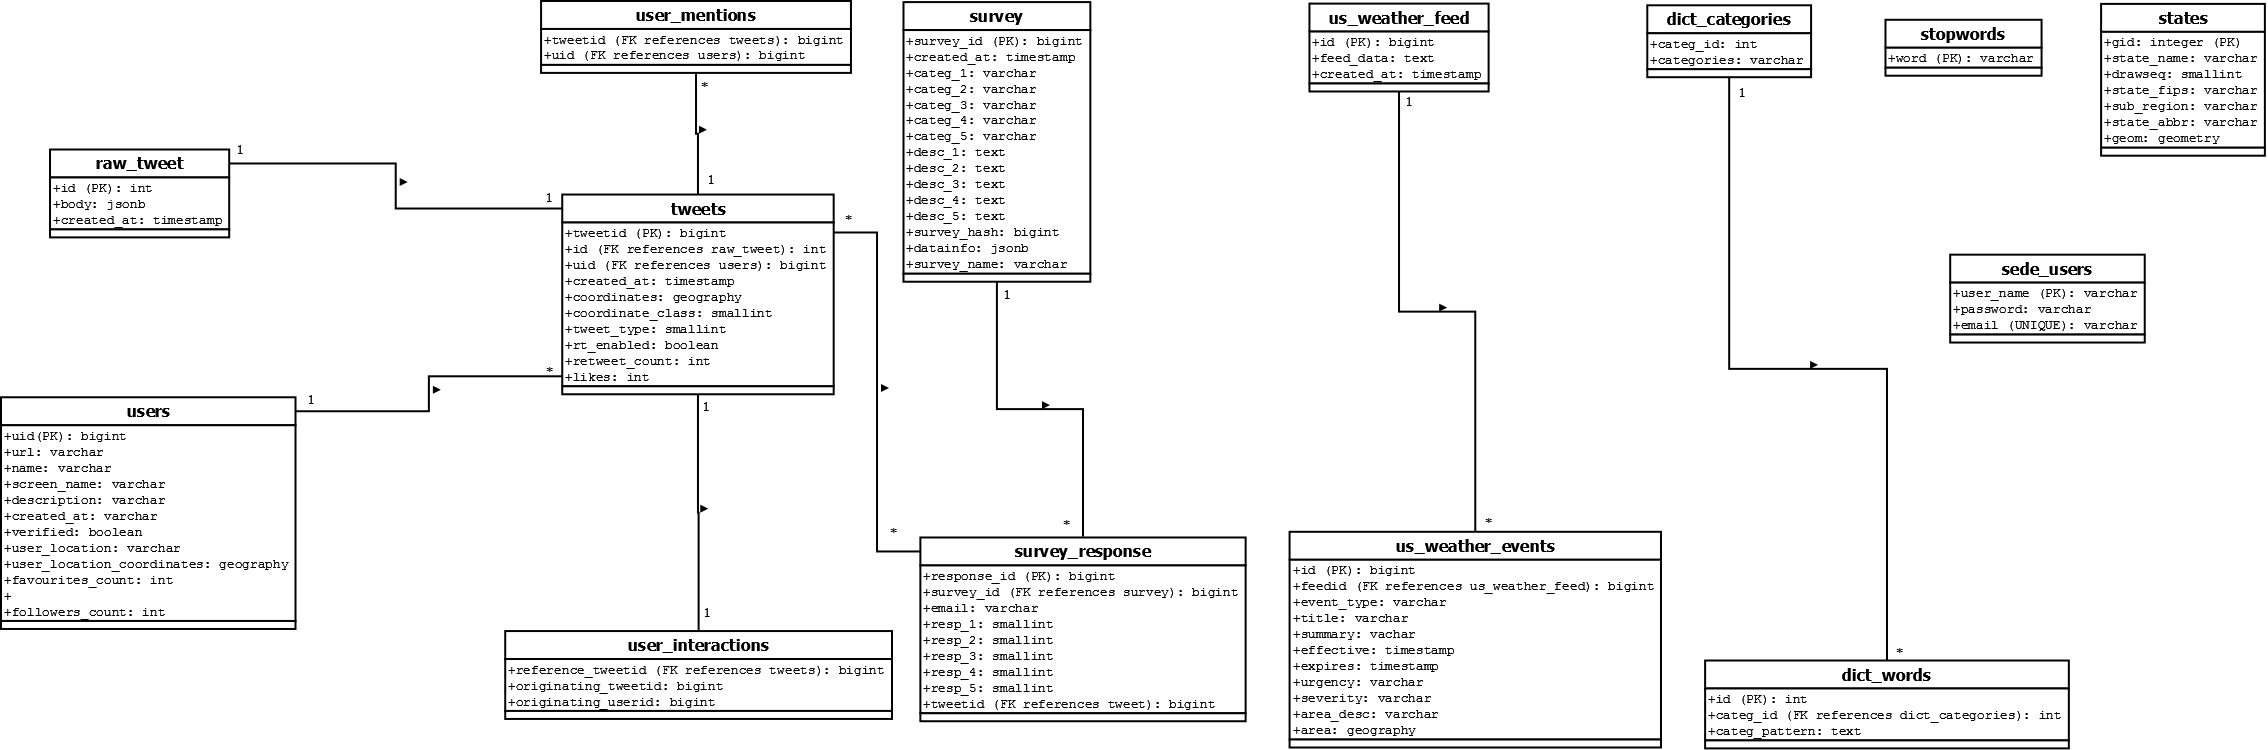 user_mentions
+tweetid (FK references tweets): bigint
+uid (FK references users): bigint
*
1
survey
+survey_id (PK): bigint
+created_at: timestamp
+categ_1: varchar
+categ_2: varchar
+categ_3: varchar
+categ_4: varchar
+categ_5: varchar
+desc_1: text
+desc_2: text
+desc_3: text
+desc_4: text
+desc_5: text
+survey_hash: bigint
+datainfo: jsonb
+survey_name: varchar
1
*
us_weather_feed
+id (PK): bigint
+feed_data: text
+created_at: timestamp
1
*
dict_categories
+categ_id: int
+categories: varchar
1
*
stopwords
+word (PK): varchar
states
+gid: integer (PK)
+state_name: varchar
+drawseq: smallint
+state_fips: varchar
+sub_region: varchar
+state_abbr: varchar
+geom: geometry
raw_tweet
+id (PK): int
+body: jsonb
+created_at: timestamp
1
1
tweets
+tweetid (PK): bigint
+id (FK references raw_tweet): int
+uid (FK references users): bigint
+created_at: timestamp
+coordinates: geography
+coordinate_class: smallint
+tweet_type: smallint
+rt_enabled: boolean
+retweet_count: int
+likes: int
*
*
sede_users
+user_name (PK): varchar
+password: varchar
+email (UNIQUE): varchar
users
+uid(PK): bigint
+url: varchar
+name: varchar
+screen_name: varchar
+description: varchar
+created_at: varchar
+verified: boolean
+user_location: varchar
+user_location_coordinates: geography
+favourites_count: int
+
+followers_count: int
1
*
1
1
user_interactions
+reference_tweetid (FK references tweets): bigint
+originating_tweetid: bigint
+originating_userid: bigint
survey_response
+response_id (PK): bigint
+survey_id (FK references survey): bigint
+email: varchar
+resp_1: smallint
+resp_2: smallint
+resp_3: smallint
+resp_4: smallint
+resp_5: smallint
+tweetid (FK references tweet): bigint
us_weather_events
+id (PK): bigint
+feedid (FK references us_weather_feed): bigint
+event_type: varchar
+title: varchar
+summary: vachar
+effective: timestamp
+expires: timestamp
+urgency: varchar
+severity: varchar
+area_desc: varchar
+area: geography
dict_words
+id (PK): int
+categ_id (FK references dict_categories): int
+categ_pattern: text